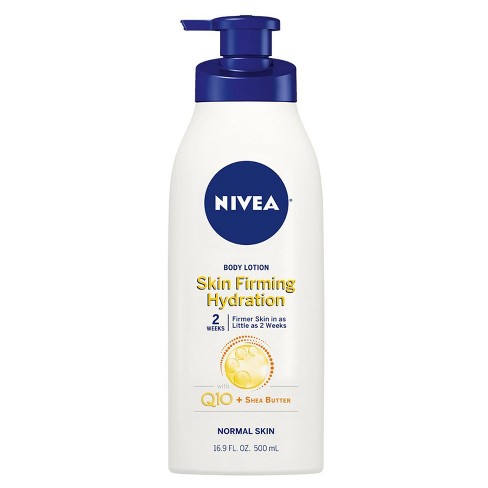 NIVEA®
BODY LOTION
Skin Firming
Hydration
2 WEEKS
Firmer Skin in as
Little as 2 Weeks
with
Q10 + SHEA BUTTER
NORMAL SKIN
16.9 FL. OZ. 500 mL